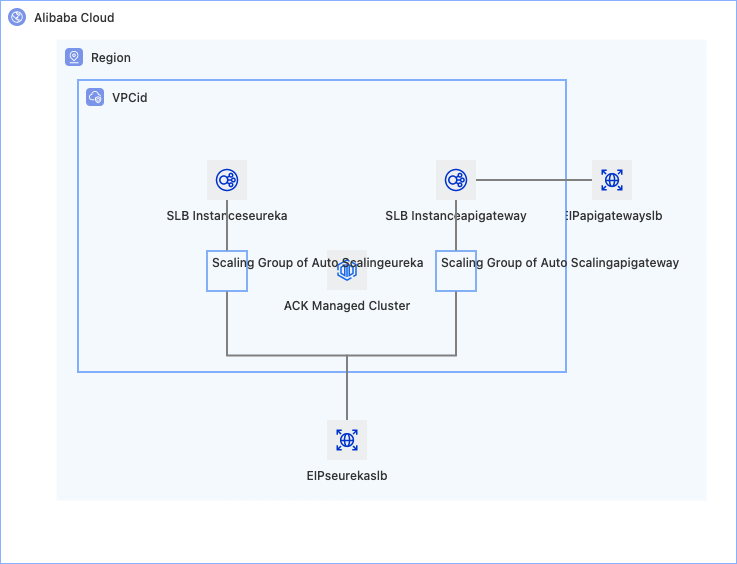 Alibaba Cloud
Region
VPCid
SLB Instanceseureka
SLB Instanceapigateway
EIPapigatewayslb
Scaling Group of Auto Scalingeureka
Scaling Group of Auto Scalingapigateway
ACK Managed Cluster
EIPseurekaslb